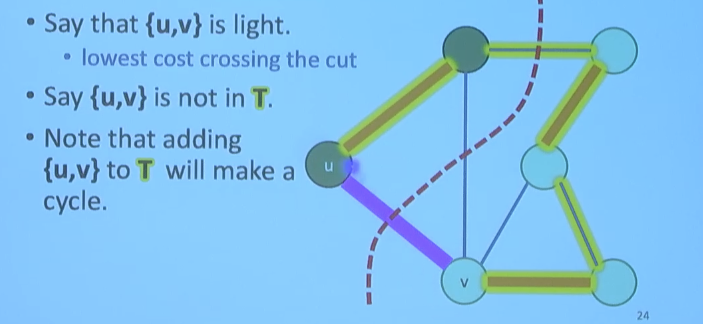 • Say that {u,v} is light.
• lowest cost crossing the cut
• Say {u,v} is not in T.
• Note that adding
{u,v} to T will make a
cycle.
u
v
24